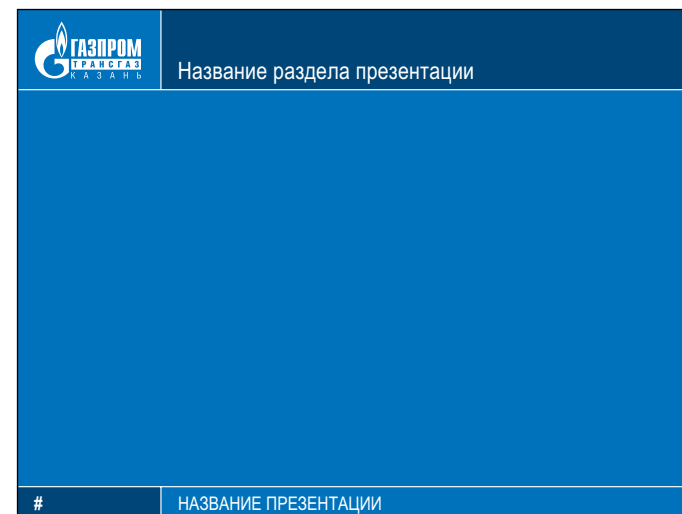 ГАЗПРОМ
ТРАНСГАЗ
КАЗАНЬ
Название раздела презентации
#
НАЗВАНИЕ ПРЕЗЕНТАЦИИ